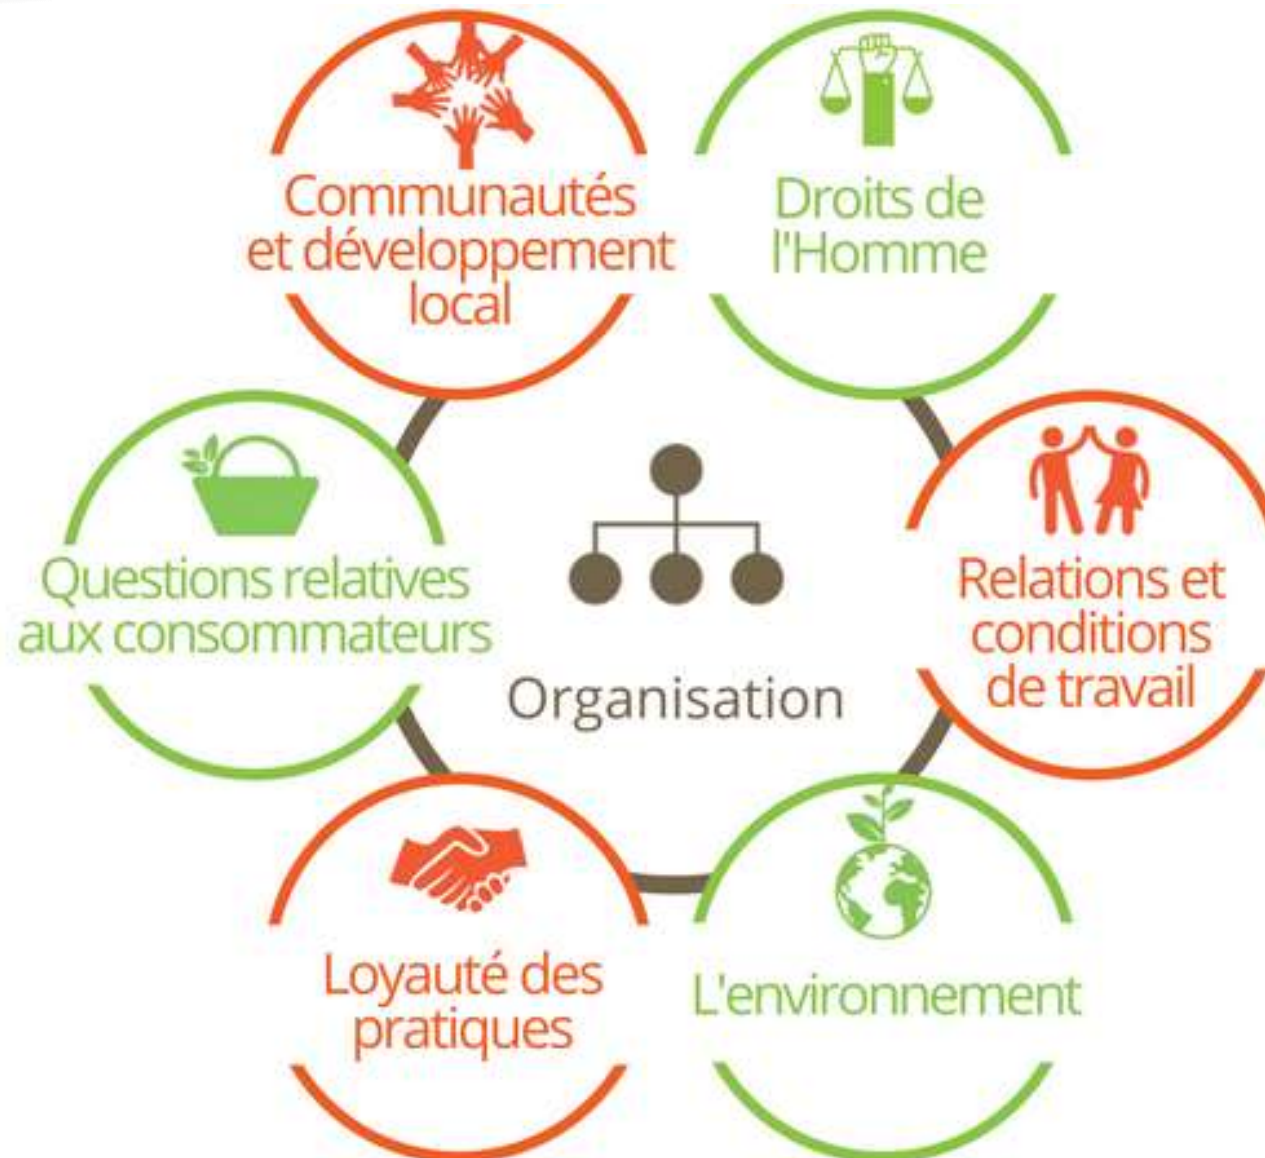 Communautés
et développement
local
Droits de
l'Homme
Questions relatives
aux consommateurs
Organisation
Relations et
conditions
de travail
Loyauté des
pratiques
L'environnement